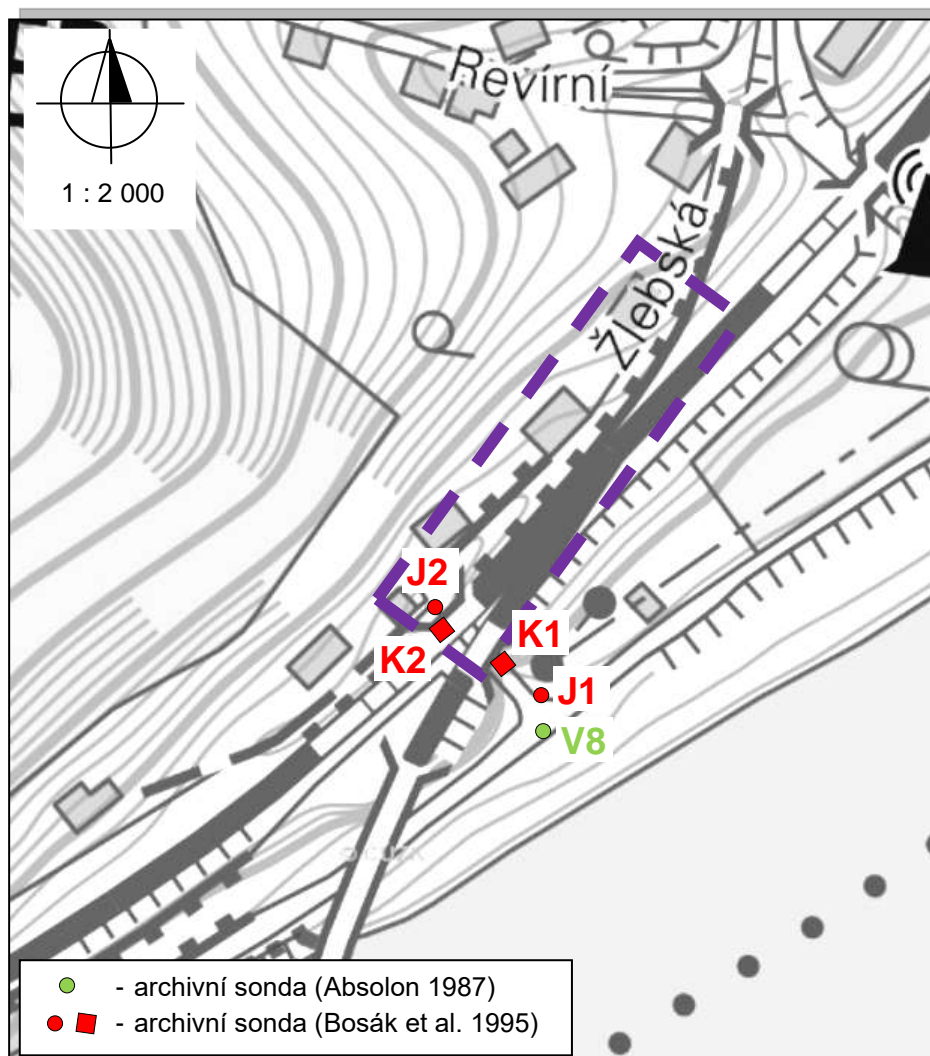 Revírní
1 : 2 000
Žlebská
J2
K1
K2
J1
V8
- archivní sonda (Absolon 1987)
- archivní sonda (Bosák et al. 1995)